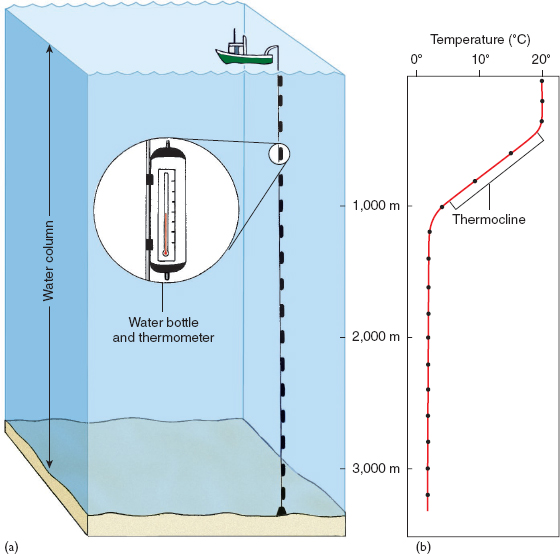 Temperature (°C)
0° 10° 20°
Water column
Water bottle
and thermometer
1,000 m
Thermocline
2,000 m
3,000 m
(a) (b)